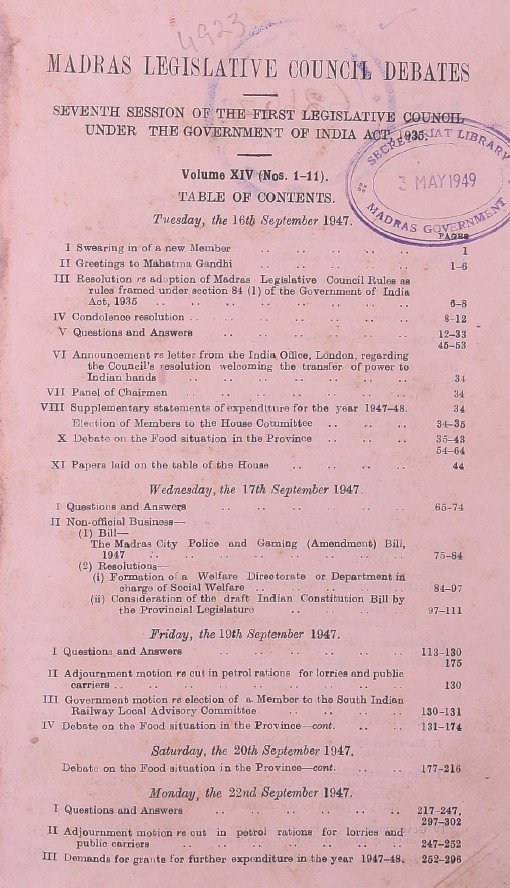 4923
MADRAS LEGISLATIVE COUNCIL DEBATES
SEVENTH SESSION OF THE FIRST LEGISLATIVE COUNCIL
UNDER THE GOVERNMENT OF INDIA ACT, 1935.
SECRETARIAT LIBRARY
3 MAY 1949
MADRAS GOVERNMENT
Volume XIV (Nos. 1-11).
TABLE OF CONTENTS.
Tuesday, the 16th September 1947.
PAGES
I Swearing in of a new Member .. .. .. .. .. 1
II Greetings to Mahatma Gandhi .. .. .. .. .. 1-6
III Resolution re adoption of Madras Legislative Council Rules as
rules framed under section 84 (1) of the Government of India
Act, 1935 .. .. .. .. .. .. .. .. 6-8
IV Condolence resolution .. .. .. .. .. .. .. 8-12
V Questions and Answers .. .. .. .. .. .. 12-33
45-53
VI Announcement re letter from the India Office, London, regarding
the Council's resolution welcoming the transfer of power to
Indian hands .. .. .. .. .. .. .. 34
VII Panel of Chairmen .. .. .. .. .. .. .. 34
VIII Supplementary statements of expenditure for the year 1947-48. 34
Election of Members to the House Committee .. .. .. 34-35
X Debate on the Food situation in the Province .. .. .. 35-43
54-64
XI Papers laid on the table of the House .. .. .. .. 44
Wednesday, the 17th September 1947.
I Questions and Answers .. .. .. .. .. .. 65-74
II Non-official Business—
(1) Bill—
The Madras City Police and Gaming (Amendment) Bill,
1947 .. .. .. .. .. .. .. .. 75-84
(2) Resolutions—
(i) Formation of a Welfare Directorate or Department in
charge of Social Welfare .. .. .. .. .. 84-97
(ii) Consideration of the draft Indian Constitution Bill by
the Provincial Legislature .. .. .. .. 97-111
Friday, the 19th September 1947.
I Questions and Answers .. .. .. .. .. .. 113-130
175
II Adjournment motion re cut in petrol rations for lorries and public
carriers .. .. .. .. .. .. .. .. .. 130
III Government motion re election of a Member to the South Indian
Railway Local Advisory Committee .. .. .. .. 130-131
IV Debate on the Food situation in the Province—cont. .. .. 131-174
Saturday, the 20th September 1947.
Debate on the Food situation in the Province—cont. .. .. 177-216
Monday, the 22nd September 1947.
I Questions and Answers .. .. .. .. .. .. 217-247,
297-302
II Adjournment motion re cut in petrol rations for lorries and
public carriers .. .. .. .. .. .. .. 247-252
III Demands for grants for further expenditure in the year 1947-48. 252-296